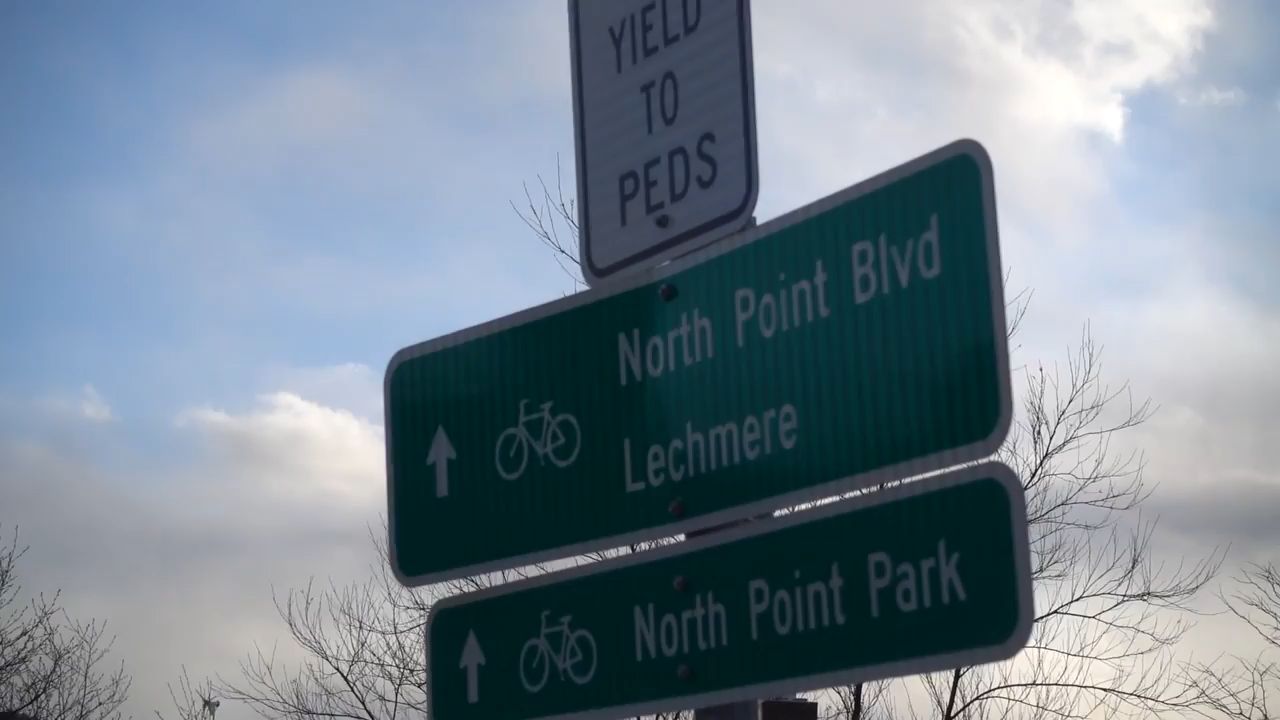 YIELD
TO
PEDS
North Point Blvd
Lechmere
North Point Park